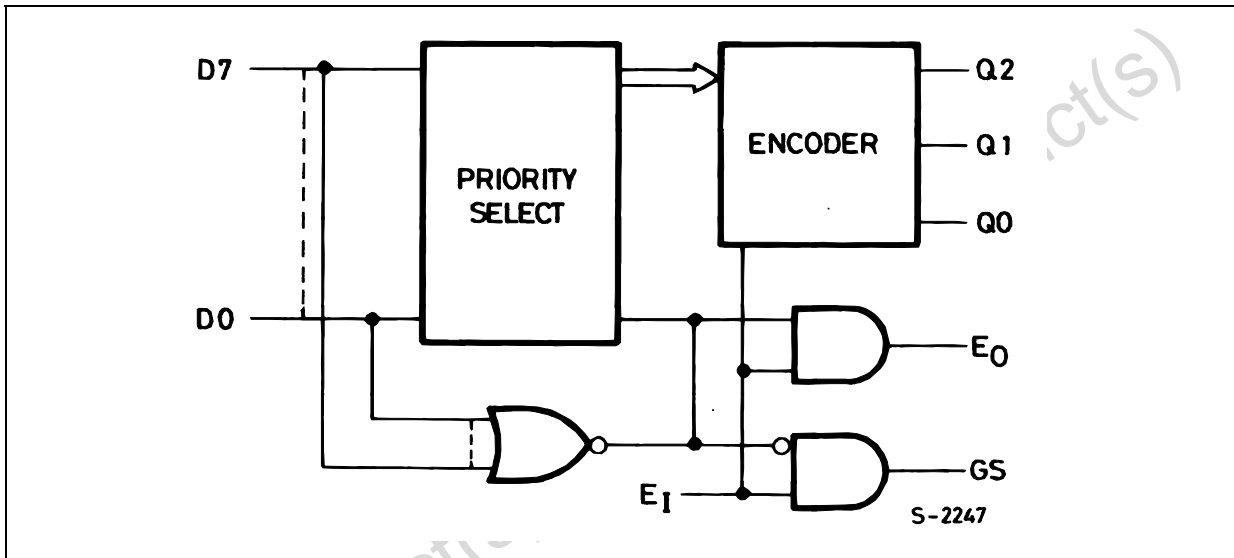 D7
D0
PRIORITY
SELECT
ENCODER
Q2
Q1
Q0
EO
GS
EI
S-2247